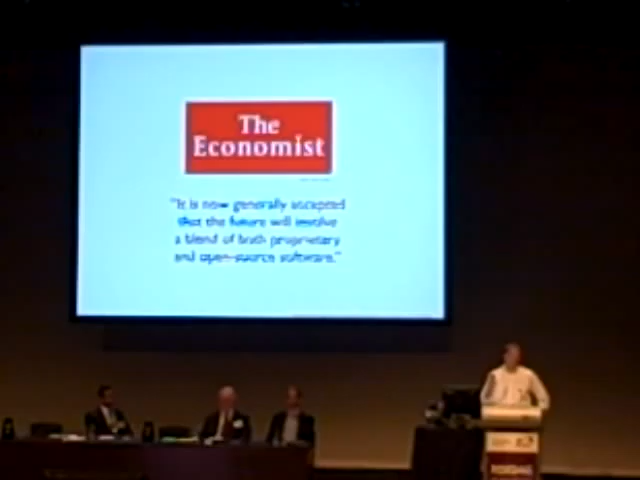 The
Economist
"It is now generally accepted
that the future will involve
a blend of both proprietary
and open-source software."